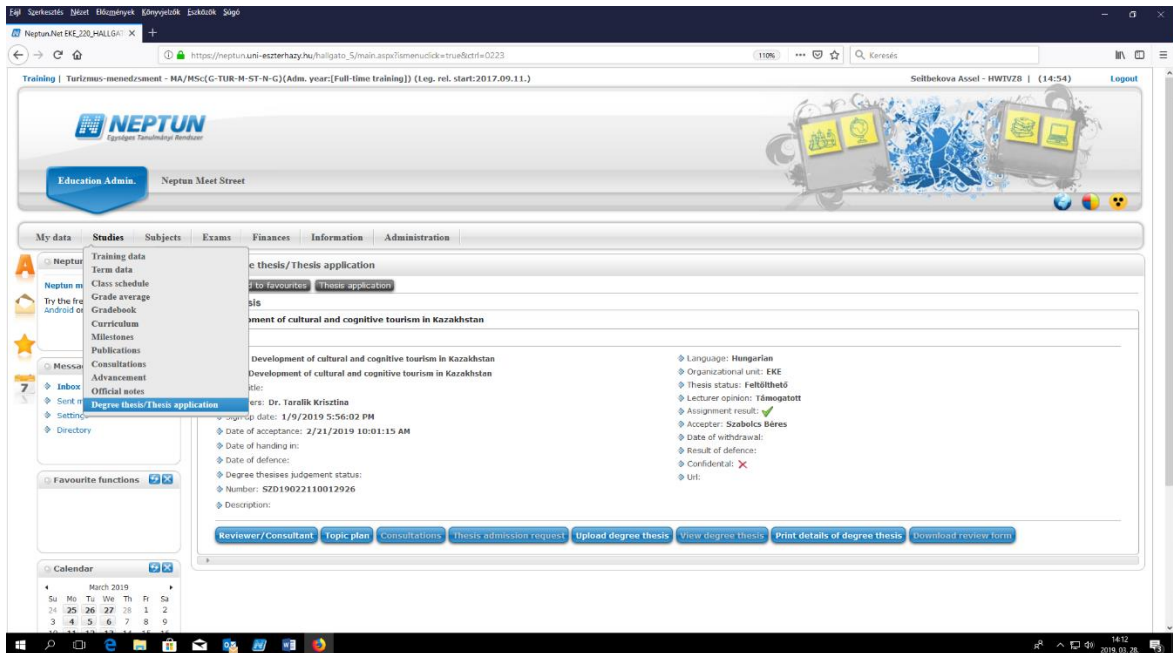 Fájl Szerkesztés Nézet Előzmények Könyvjelzők Eszközök Súgó
Neptun.Net EKE_220_HALLGAT
https://neptun.uni-eszterhazy.hu/hallgato_5/main.aspx?ismenuclick=true&ctrl=0223
110%
Keresés
Training | Turizmus-menedzsment - MA/MSc(G-TUR-M-ST-N-G)(Adm. year:[Full-time training]) (Leg. rel. start:2017.09.11.)
Seitbekova Assel - HWIVZ8 | (14:54) Logout
NEPTUN
Egységes Tanulmányi Rendszer
Education Admin. Neptun Meet Street
My data Studies Subjects Exams Finances Information Administration
Training data
Term data
Class schedule
Grade average
Gradebook
Curriculum
Milestones
Publications
Consultations
Advancement
Official notes
Degree thesis/Thesis application
Neptun m
Try the fre
Android or
Messa
Inbox
Sent m
Settings
Directory
Favourite functions
Calendar
March 2019
Su Mo Tu We Th Fr Sa
24 25 26 27 28 1 2
3 4 5 6 7 8 9
7
e thesis/Thesis application
d to favourites Thesis application
sis
pment of cultural and cognitive tourism in Kazakhstan
Development of cultural and cognitive tourism in Kazakhstan
Development of cultural and cognitive tourism in Kazakhstan
itle:
ers: Dr. Taralik Krisztina
Sign-up date: 1/9/2019 5:56:02 PM
Date of acceptance: 2/21/2019 10:01:15 AM
Date of handing in:
Date of defence:
Degree thesises judgement status:
Number: SZD19022110012926
Description:
Language: Hungarian
Organizational unit: EKE
Thesis status: Feltölthető
Lecturer opinion: Támogatott
Assignment result:
Accepter: Szabolcs Béres
Date of withdrawal:
Result of defence:
Confidental:
Url:
Reviewer/Consultant Topic plan Consultations Thesis admission request Upload degree thesis View degree thesis Print details of degree thesis Download review form
14:12
2019. 03. 28.